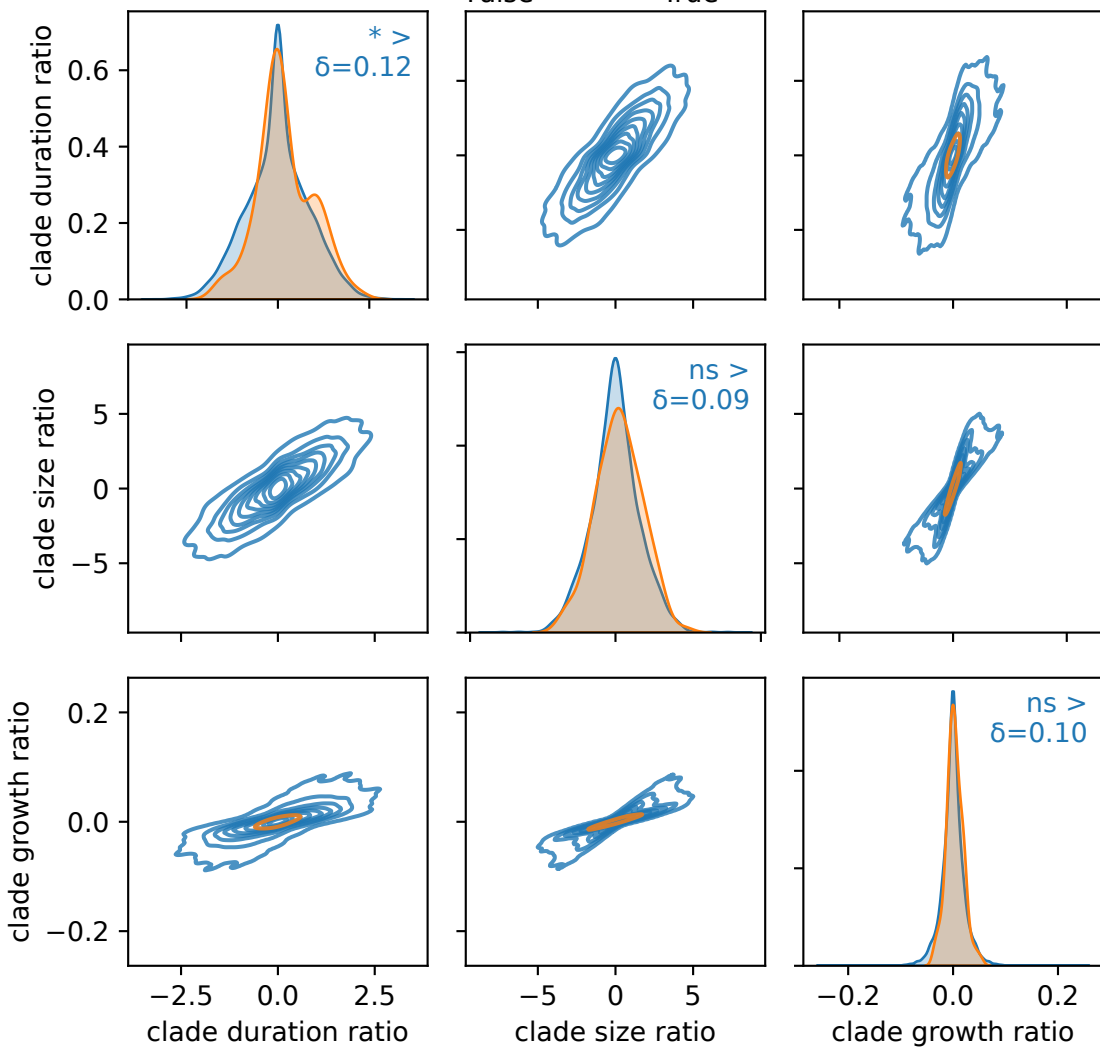 True
clade duration ratio
0.6
0.4
0.2
0.0
* >
δ=0.12
clade size ratio
5
0
−5
ns >
δ=0.09
clade growth ratio
0.2
0.0
−0.2
ns >
δ=0.10
−2.5 0.0 2.5
−5 0 5
−0.2 0.0 0.2
clade duration ratio
clade size ratio
clade growth ratio